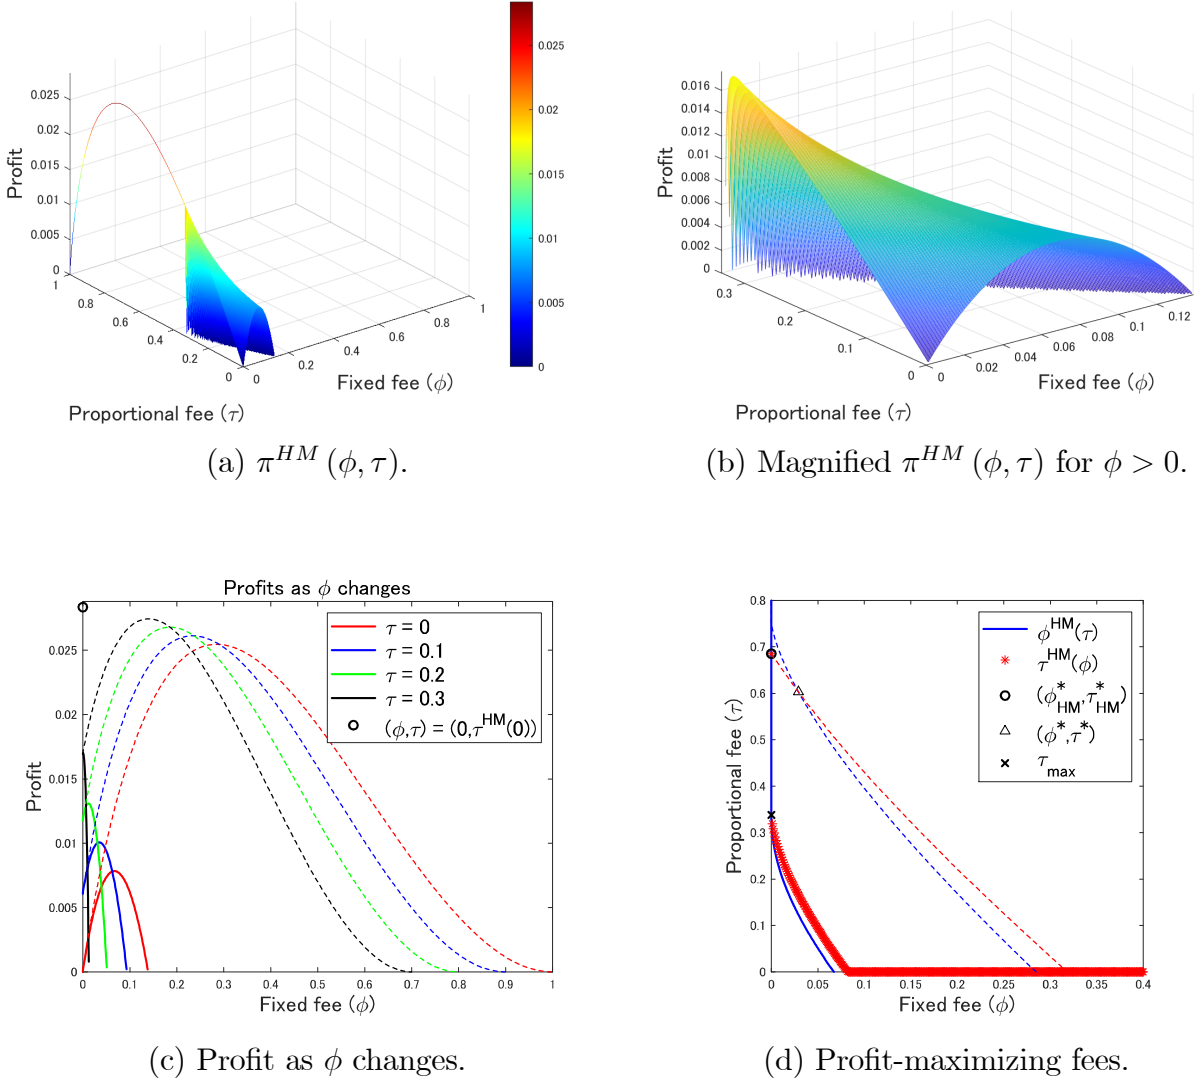 0.025
0.02
0.015
0.01
0.005
0
Profit
1
0.8
0.6
0.4
0.2
0
Proportional fee (τ)
0
0.2
0.4
0.6
0.8
1
Fixed fee (ϕ)
0.025
0.02
0.015
0.01
0.005
0
(a) π^{HM} (ϕ, τ).
0.016
0.014
0.012
0.01
0.008
0.006
0.004
0.002
0
Profit
0.3
0.2
0.1
0
Proportional fee (τ)
0
0.02
0.04
0.06
0.08
0.1
0.12
Fixed fee (ϕ)
(b) Magnified π^{HM} (ϕ, τ) for ϕ > 0.
Profits as ϕ changes
0.025
0.02
0.015
0.01
0.005
0
Profit
τ = 0
τ = 0.1
τ = 0.2
τ = 0.3
(ϕ,τ) = (0,τ^{HM}(0))
0 0.1 0.2 0.3 0.4 0.5 0.6 0.7 0.8 0.9 1
Fixed fee (ϕ)
(c) Profit as ϕ changes.
0.8
0.7
0.6
0.5
0.4
0.3
0.2
0.1
0
Proportional fee (τ)
ϕ^{HM}(τ)
τ^{HM}(ϕ)
(ϕ^*_{HM},τ^*_{HM})
(ϕ^*,τ^*)
τ_{max}
0 0.05 0.1 0.15 0.2 0.25 0.3 0.35 0.4
Fixed fee (ϕ)
(d) Profit-maximizing fees.